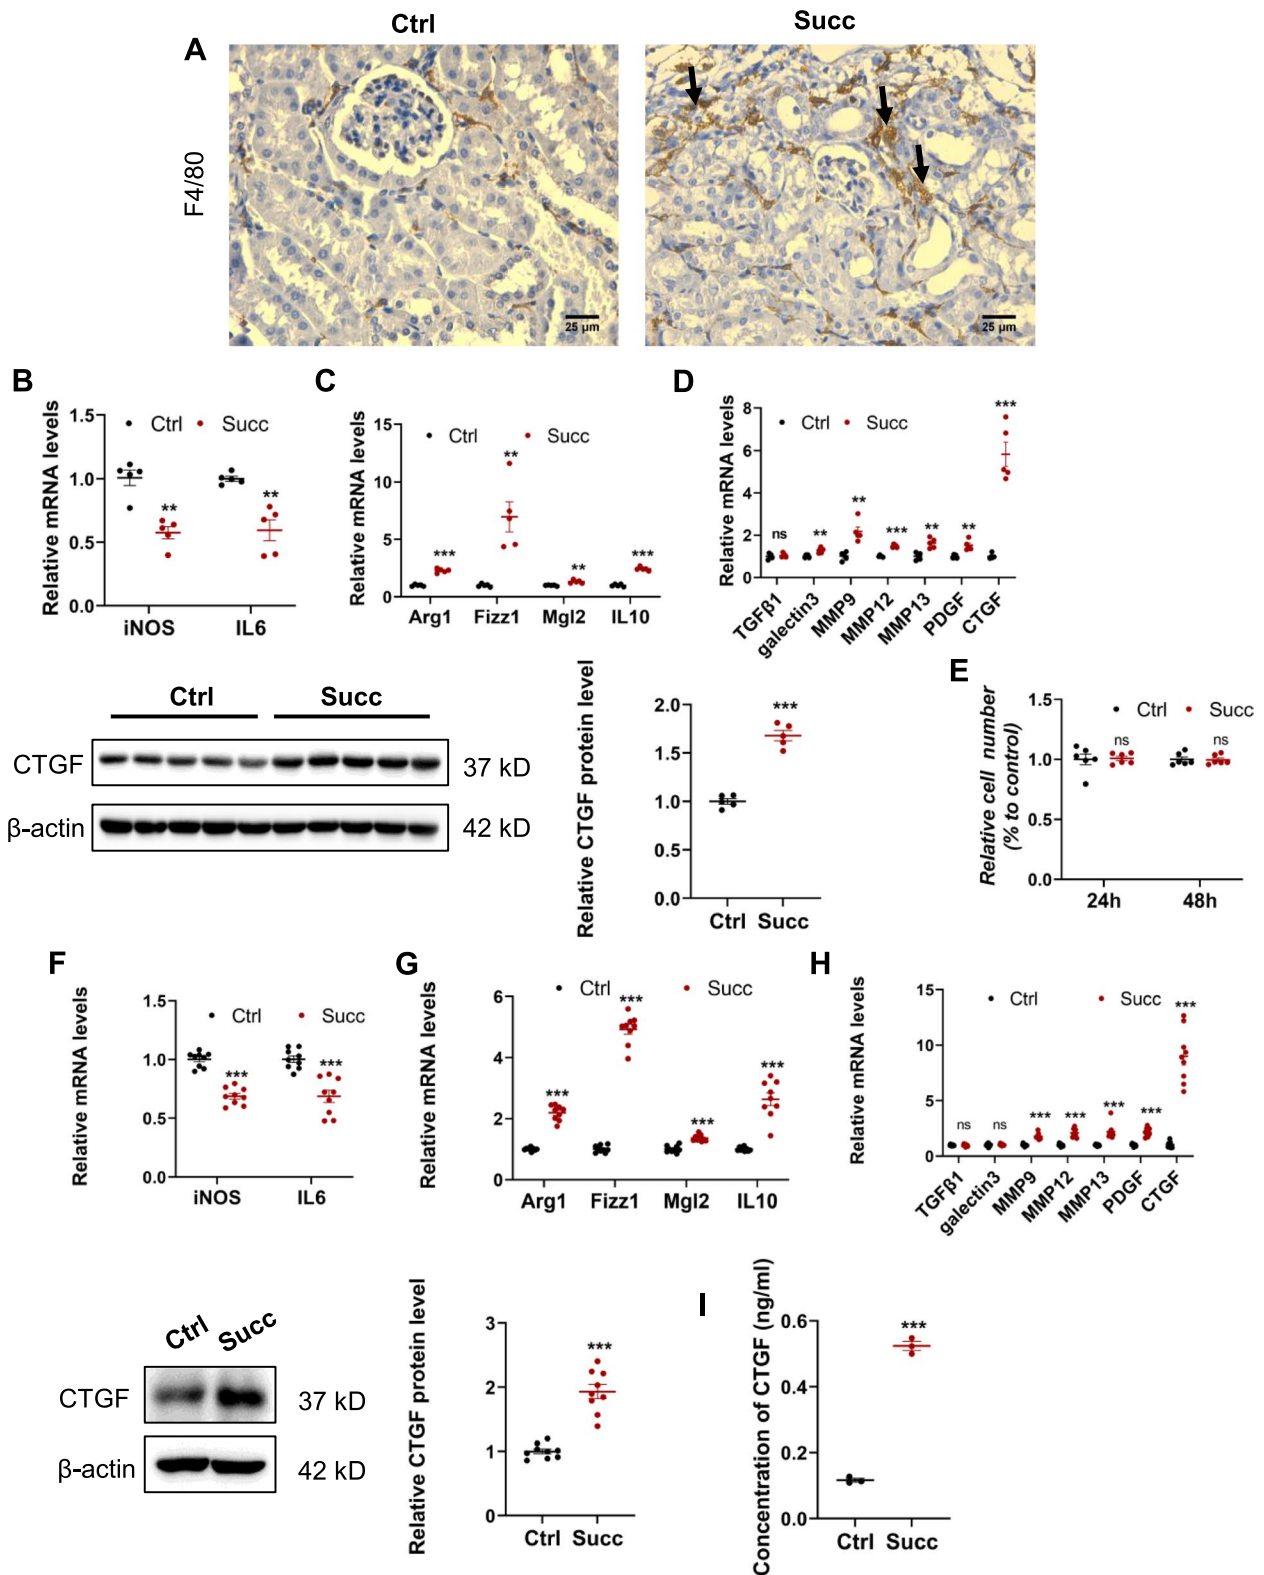 Ctrl
Succ
A
F4/80
25 µm
25 µm
B
Relative mRNA levels
Ctrl
Succ
1.5
1.0
0.5
0.0
**
**
iNOS
IL6
C
Relative mRNA levels
Ctrl
Succ
15
10
5
0
***
**
**
***
Arg1
Fizz1
Mgl2
IL10
D
Relative mRNA levels
Ctrl
Succ
8
6
4
2
0
ns
**
**
***
**
**
***
TGFβ1
galectin3
MMP9
MMP12
MMP13
PDGF
CTGF
Ctrl
Succ
CTGF
37 kD
β-actin
42 kD
Relative CTGF protein level
2.0
1.5
1.0
0.5
0.0
***
Ctrl
Succ
E
Relative cell number
(% to control)
Ctrl
Succ
1.5
1.0
0.5
0.0
ns
ns
24h
48h
F
Relative mRNA levels
Ctrl
Succ
1.5
1.0
0.5
0.0
***
***
iNOS
IL6
G
Relative mRNA levels
Ctrl
Succ
6
4
2
0
***
***
***
***
Arg1
Fizz1
Mgl2
IL10
H
Relative mRNA levels
Ctrl
Succ
15
10
5
0
ns
ns
***
***
***
***
***
TGFβ1
galectin3
MMP9
MMP12
MMP13
PDGF
CTGF
Ctrl
Succ
CTGF
37 kD
β-actin
42 kD
Relative CTGF protein level
3
2
1
0
***
Ctrl
Succ
I
Concentration of CTGF (ng/ml)
0.6
0.4
0.2
0.0
***
Ctrl
Succ